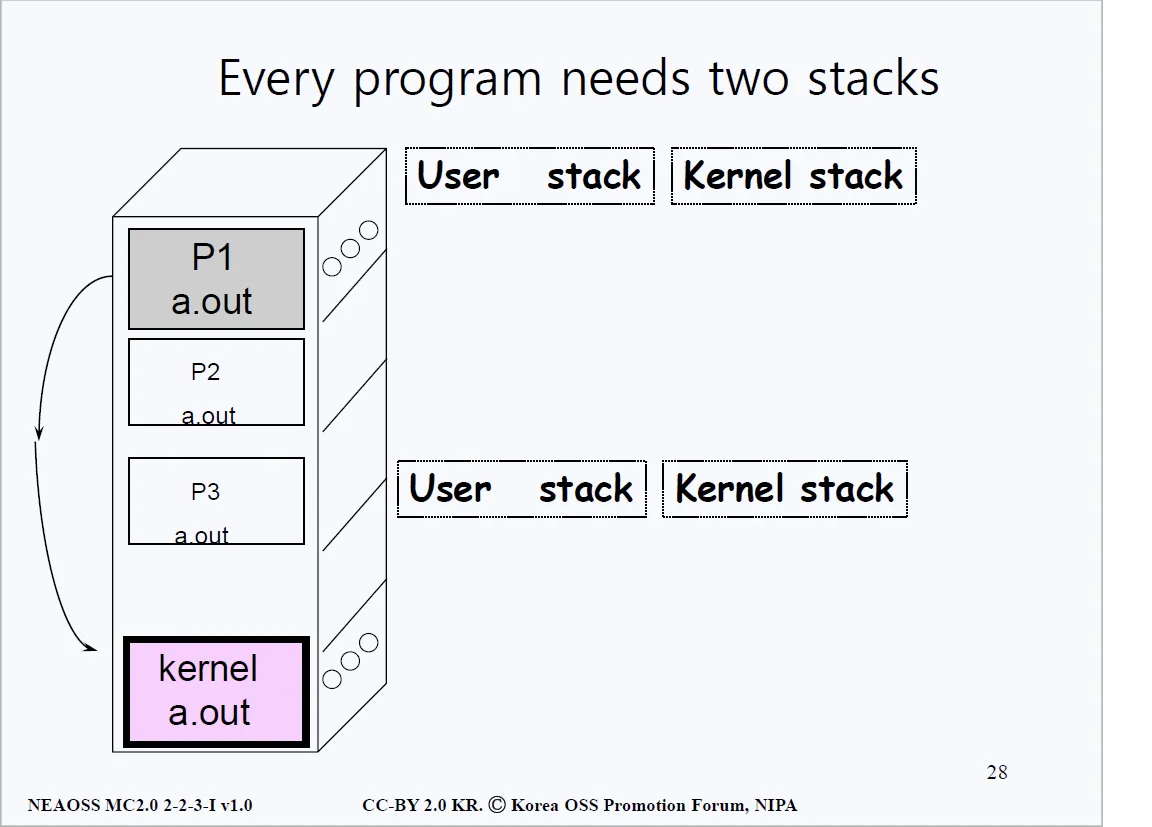 Every program needs two stacks
User stack Kernel stack
P1
a.out
P2
a.out
P3
a.out
User stack Kernel stack
kernel
a.out
28
NEAOSS MC2.0 2-2-3-I v1.0 CC-BY 2.0 KR. Ⓒ Korea OSS Promotion Forum, NIPA